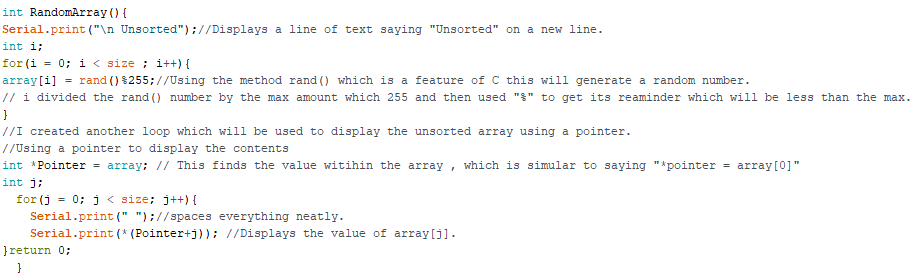 int RandomArray(){
Serial.print("\n Unsorted");//Displays a line of text saying "Unsorted" on a new line.
int i;
for(i = 0; i < size ; i++){
array[i] = rand()%255;//Using the method rand() which is a feature of C this will generate a random number.
// i divided the rand() number by the max amount which 255 and then used "%" to get its reaminder which will be less than the max.
}
//I created another loop which will be used to display the unsorted array using a pointer.
//Using a pointer to display the contents
int *Pointer = array; // This finds the value witihin the array , which is simular to saying "*pointer = array[0]"
int j;
  for(j = 0; j < size; j++){
    Serial.print(" ");//spaces everything neatly.
    Serial.print(*(Pointer+j)); //Displays the value of array[j].
}return 0;
  }